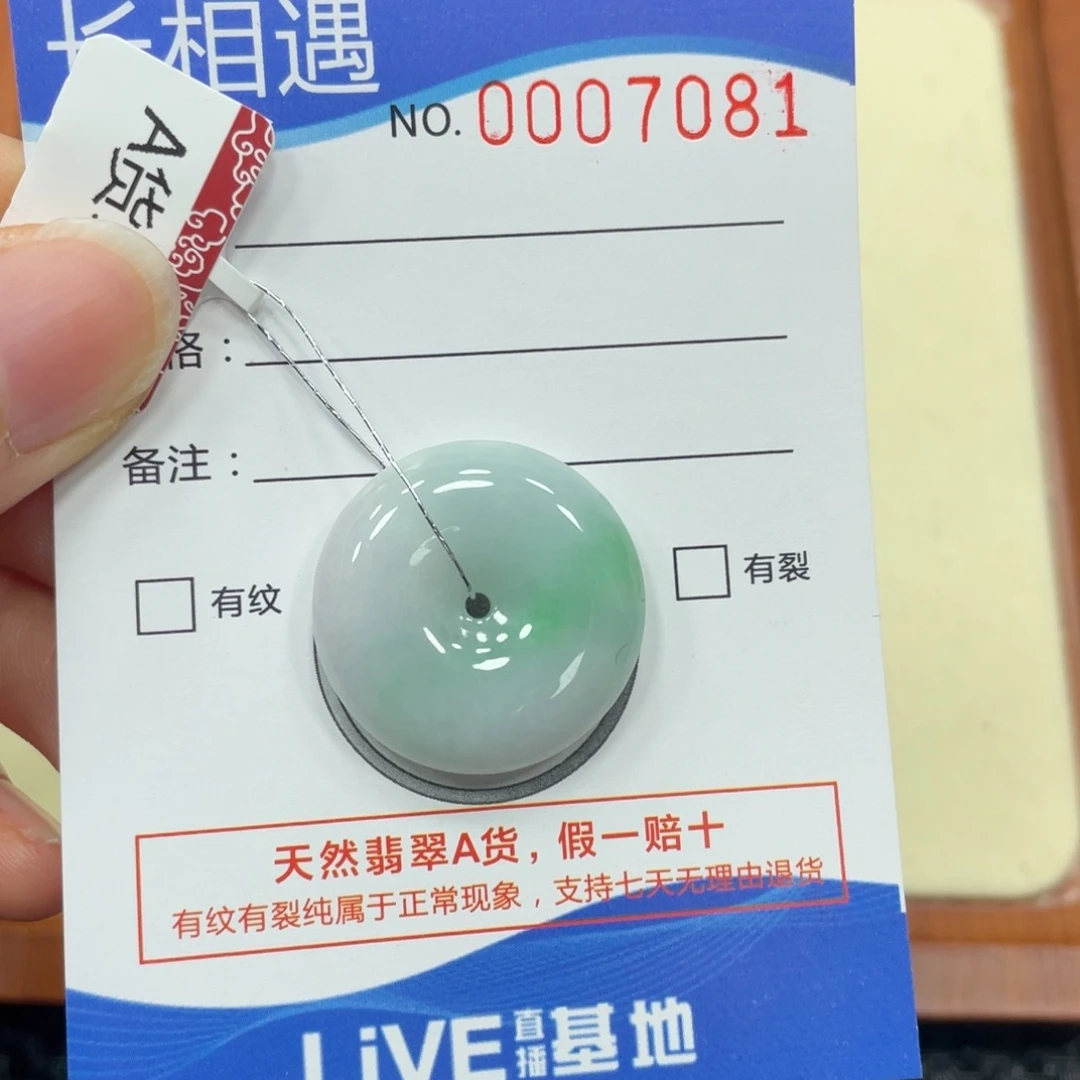 长相遇
NO. 0007081
A货
格：
备注：
有纹
有裂
天然翡翠A货，假一赔十
有纹有裂纯属于正常现象，支持七天无理由退货
LiVE直播基地